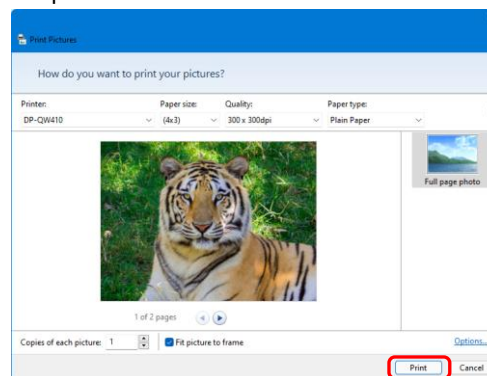 Print Pictures
How do you want to print your pictures?
Printer: Paper size: Quality: Paper type:
DP-QW410 (4x3) 300 x 300dpi Plain Paper
Full page photo
1 of 2 pages
Copies of each picture: 1 Fit picture to frame Options...
Print Cancel